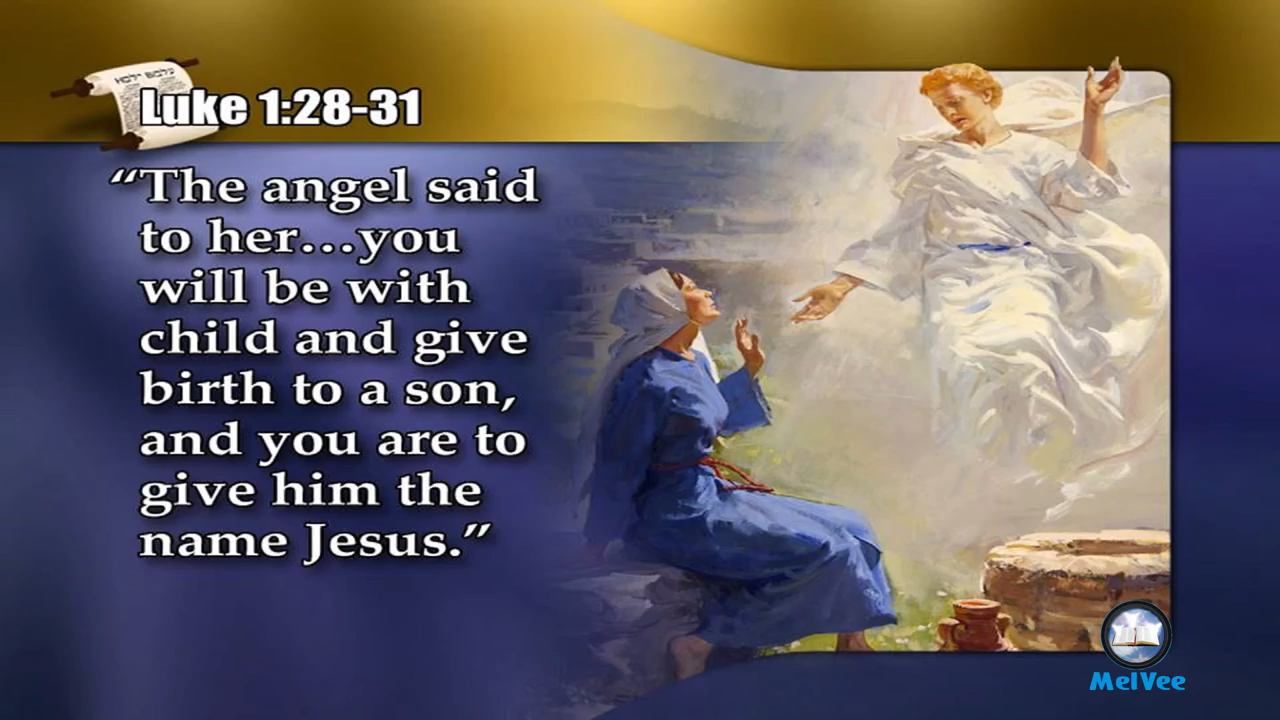 Luke 1:28-31
“The angel said
to her...you
will be with
child and give
birth to a son,
and you are to
give him the
name Jesus.”
MelVee